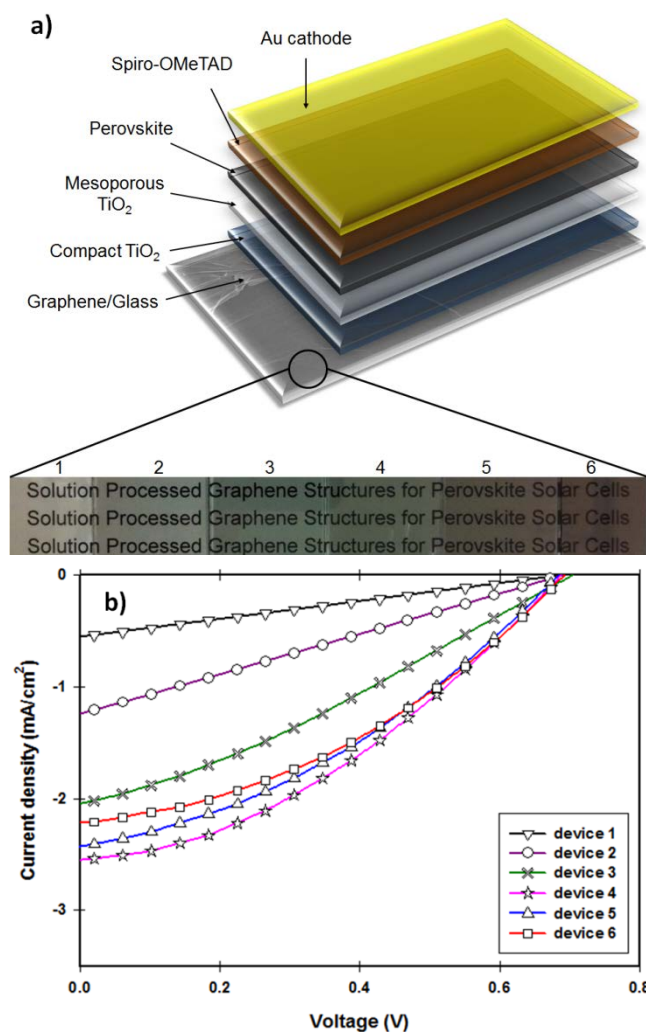 a)
Au cathode
Spiro-OMeTAD
Perovskite
Mesoporous
TiO2
Compact TiO2
Graphene/Glass
1 2 3 4 5 6
Solution Processed Graphene Structures for Perovskite Solar Cells
Solution Processed Graphene Structures for Perovskite Solar Cells
Solution Processed Graphene Structures for Perovskite Solar Cells
b)
0
-1
-2
-3
Current density (mA/cm2)
device 1
device 2
device 3
device 4
device 5
device 6
0.0 0.2 0.4 0.6 0.8
Voltage (V)